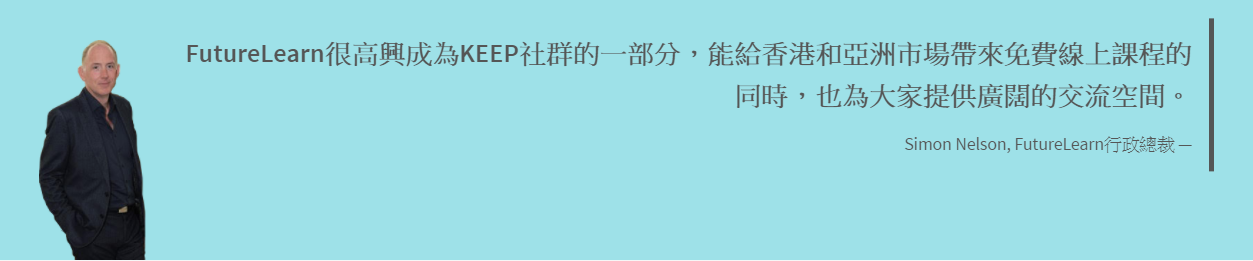 FutureLearn很高興成為KEEP社群的一部分，能給香港和亞洲市場帶來免費線上課程的
同時，也為大家提供廣闊的交流空間。
Simon Nelson, FutureLearn行政總裁 —